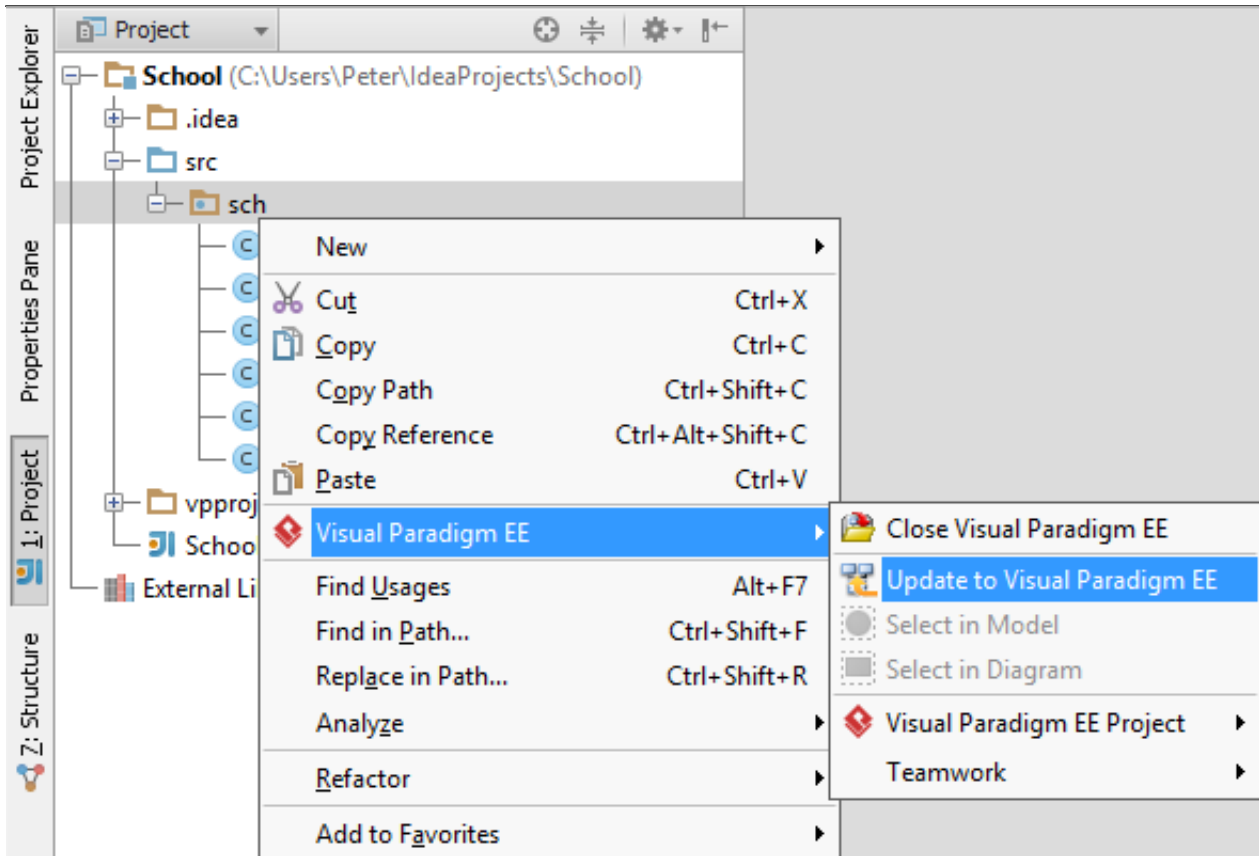 Project
School (C:\Users\Peter\IdeaProjects\School)
.idea
src
sch
vpproj
Schoo
External Li
Project Explorer
Properties Pane
1: Project
7: Structure
New
Cut Ctrl+X
Copy Ctrl+C
Copy Path Ctrl+Shift+C
Copy Reference Ctrl+Alt+Shift+C
Paste Ctrl+V
Visual Paradigm EE
Find Usages Alt+F7
Find in Path... Ctrl+Shift+F
Replace in Path... Ctrl+Shift+R
Analyze
Refactor
Add to Favorites
Close Visual Paradigm EE
Update to Visual Paradigm EE
Select in Model
Select in Diagram
Visual Paradigm EE Project
Teamwork